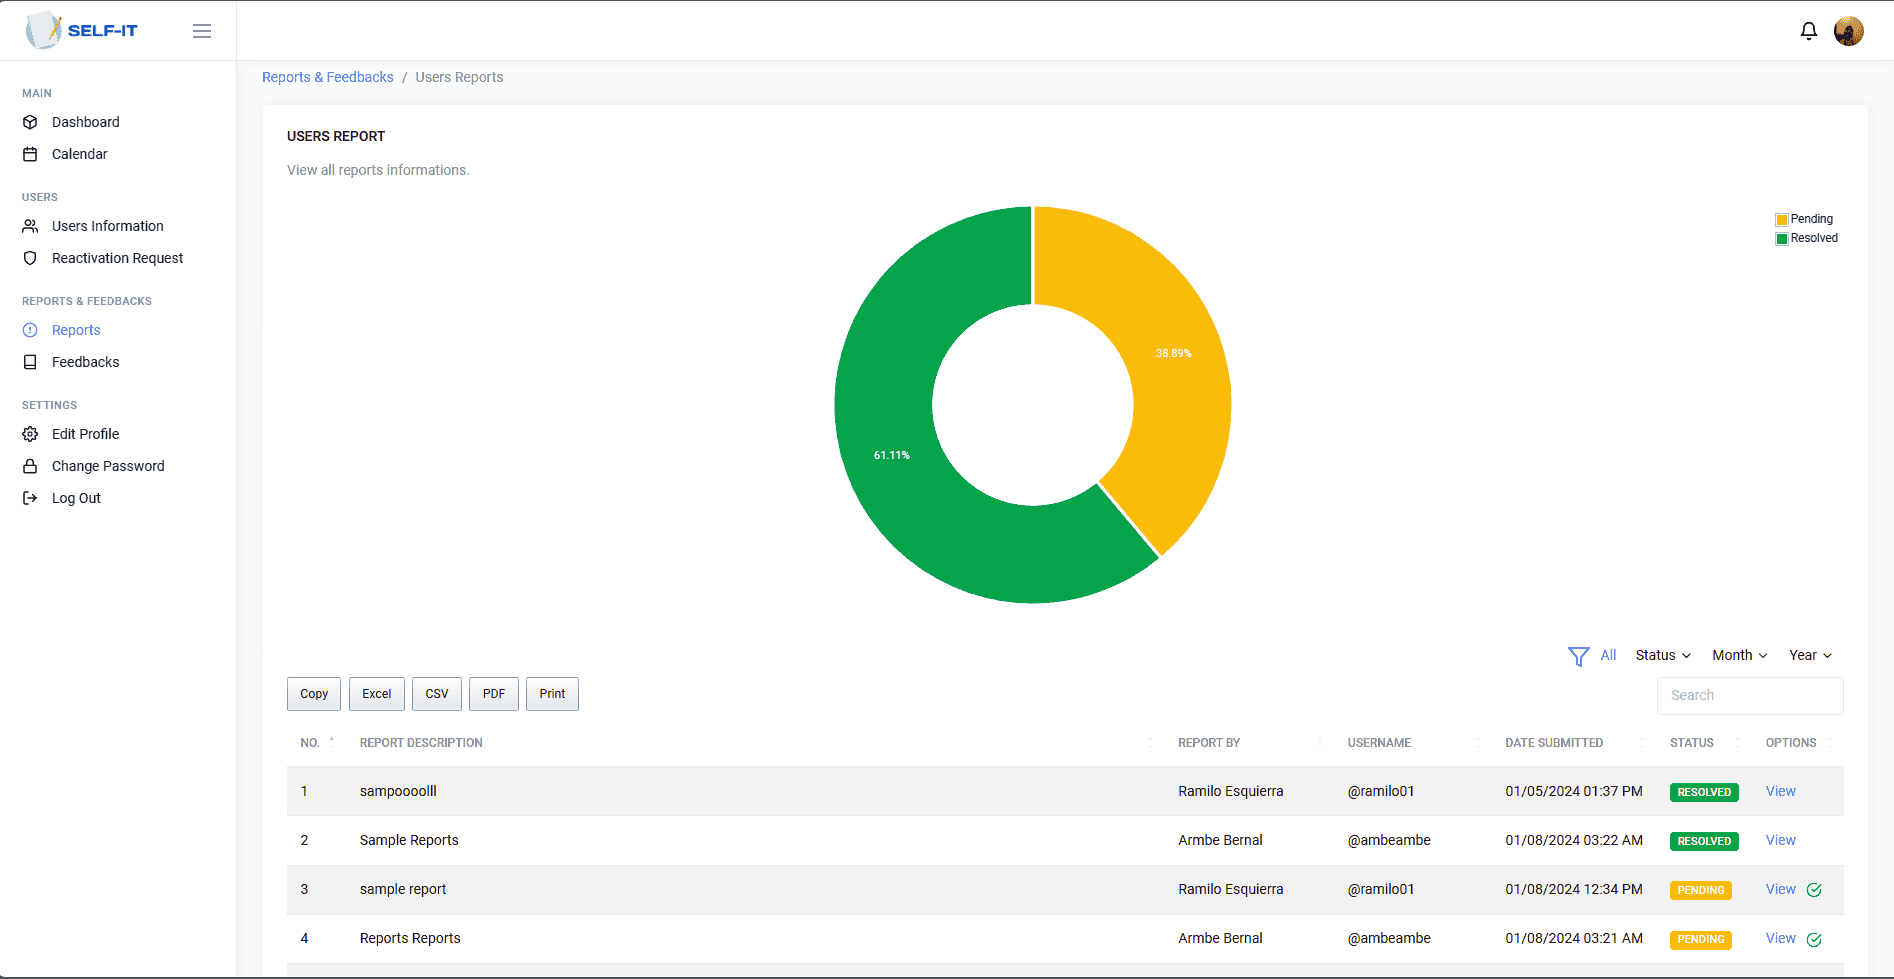 SELF-IT
Reports & Feedbacks / Users Reports
MAIN
Dashboard
Calendar
USERS
Users Information
Reactivation Request
REPORTS & FEEDBACKS
Reports
Feedbacks
SETTINGS
Edit Profile
Change Password
Log Out
USERS REPORT
View all reports informations.
Pending
Resolved
38.89%
61.11%
All Status Month Year
Copy Excel CSV PDF Print
Search
NO. REPORT DESCRIPTION REPORT BY USERNAME DATE SUBMITTED STATUS OPTIONS
1 sampoooolll Ramilo Esquierra @ramilo01 01/05/2024 01:37 PM RESOLVED View
2 Sample Reports Armbe Bernal @ambeambe 01/08/2024 03:22 AM RESOLVED View
3 sample report Ramilo Esquierra @ramilo01 01/08/2024 12:34 PM PENDING View
4 Reports Reports Armbe Bernal @ambeambe 01/08/2024 03:21 AM PENDING View